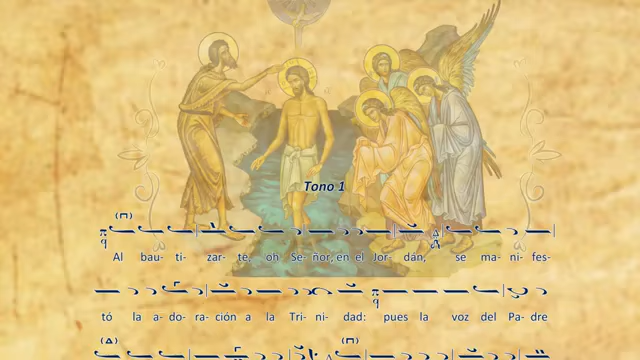 Tono 1
(Π)
Al bau- ti- zar- te, oh Se- ñor, en el Jor- dán, se ma- ni- fes-
tó la a- do- ra- ción a la Tri- ni- dad: pues la voz del Pa- dre
(Δ) (Π)